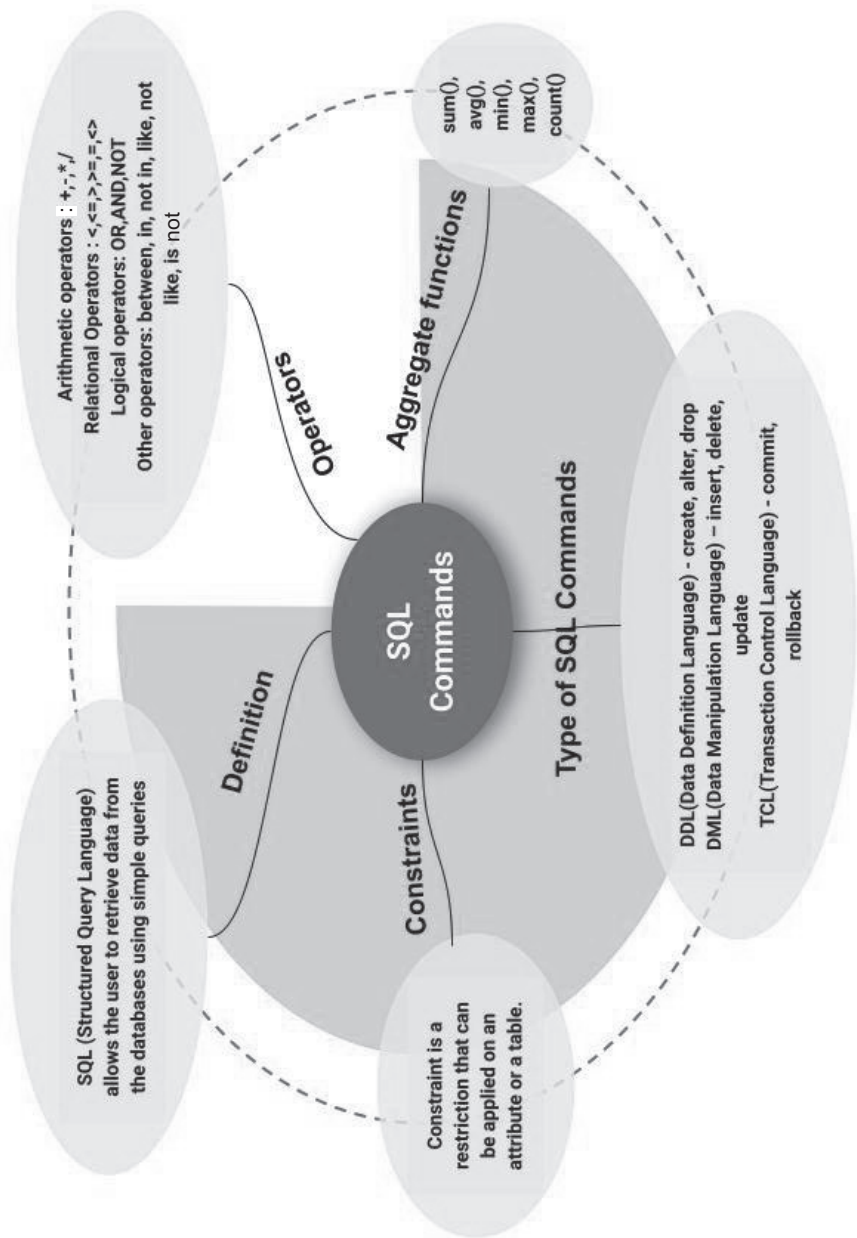 SQL
Commands
Definition
SQL (Structured Query Language)
allows the user to retrieve data from
the databases using simple queries
Operators
Arithmetic operators : +,-,*,/
Relational Operators : <,<=,>,>=,=,<>
Logical operators: OR,AND,NOT
Other operators: between, in, not in, like, not
like, is not
Aggregate functions
sum(),
avg(),
min(),
max(),
count()
Type of SQL Commands
DDL(Data Definition Language) - create, alter, drop
DML(Data Manipulation Language) – insert, delete,
update
TCL(Transaction Control Language) - commit,
rollback
Constraints
Constraint is a
restriction that can
be applied on an
attribute or a table.